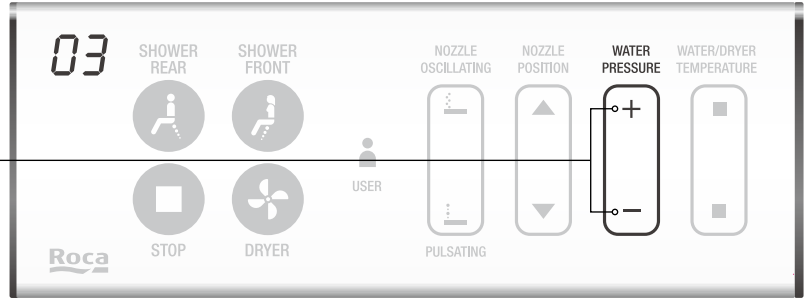 03
SHOWER
REAR
SHOWER
FRONT
NOZZLE
OSCILLATING
NOZZLE
POSITION
WATER
PRESSURE
WATER/DRYER
TEMPERATURE
+
USER
−
STOP
DRYER
PULSATING
Roca